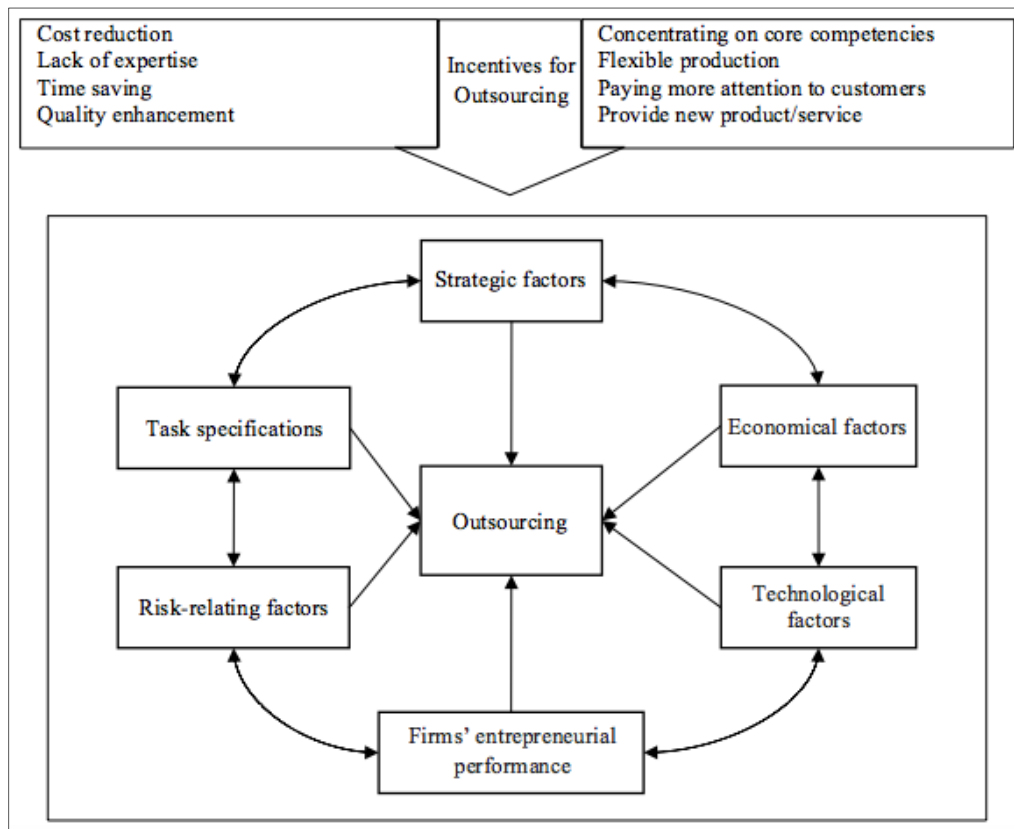 Cost reduction
Lack of expertise
Time saving
Quality enhancement
Incentives for
Outsourcing
Concentrating on core competencies
Flexible production
Paying more attention to customers
Provide new product/service
Strategic factors
Task specifications
Economical factors
Outsourcing
Risk-relating factors
Technological
factors
Firms’ entrepreneurial
performance